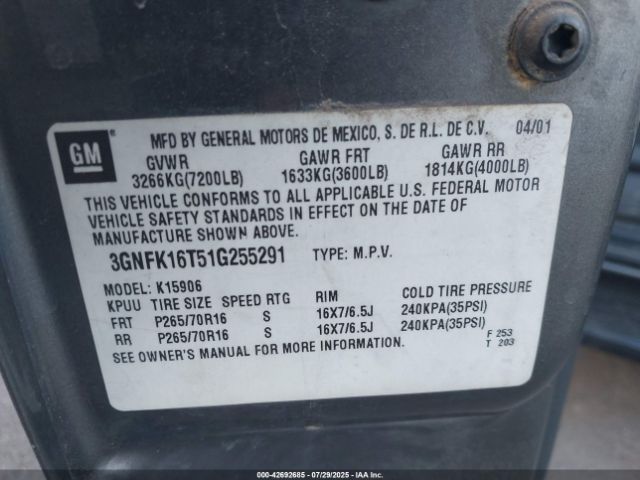 GM ®
MFD BY GENERAL MOTORS DE MEXICO, S. DE R.L. DE C.V. 04/01
GVWR GAWR FRT GAWR RR
3266KG(7200LB) 1633KG(3600LB) 1814KG(4000LB)
THIS VEHICLE CONFORMS TO ALL APPLICABLE U.S. FEDERAL MOTOR
VEHICLE SAFETY STANDARDS IN EFFECT ON THE DATE OF
MANUFACTURE SHOWN ABOVE.
3GNFK16T51G255291 TYPE: M.P.V.
MODEL: K15906
KPUU TIRE SIZE SPEED RTG RIM COLD TIRE PRESSURE
FRT P265/70R16 S 16X7/6.5J 240KPA(35PSI)
RR P265/70R16 S 16X7/6.5J 240KPA(35PSI)
SEE OWNER'S MANUAL FOR MORE INFORMATION.
F 253
T 203
000-42692685 - 07/29/2025 - IAA Inc.